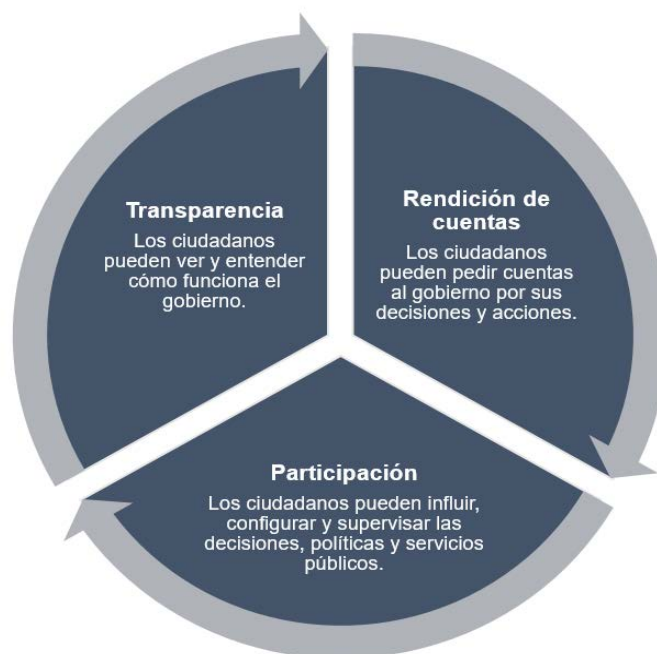 Transparencia
Los ciudadanos
pueden ver y entender
cómo funciona el
gobierno.
Rendición de
cuentas
Los ciudadanos
pueden pedir cuentas
al gobierno por sus
decisiones y acciones.
Participación
Los ciudadanos pueden influir,
configurar y supervisar las
decisiones, políticas y servicios
públicos.